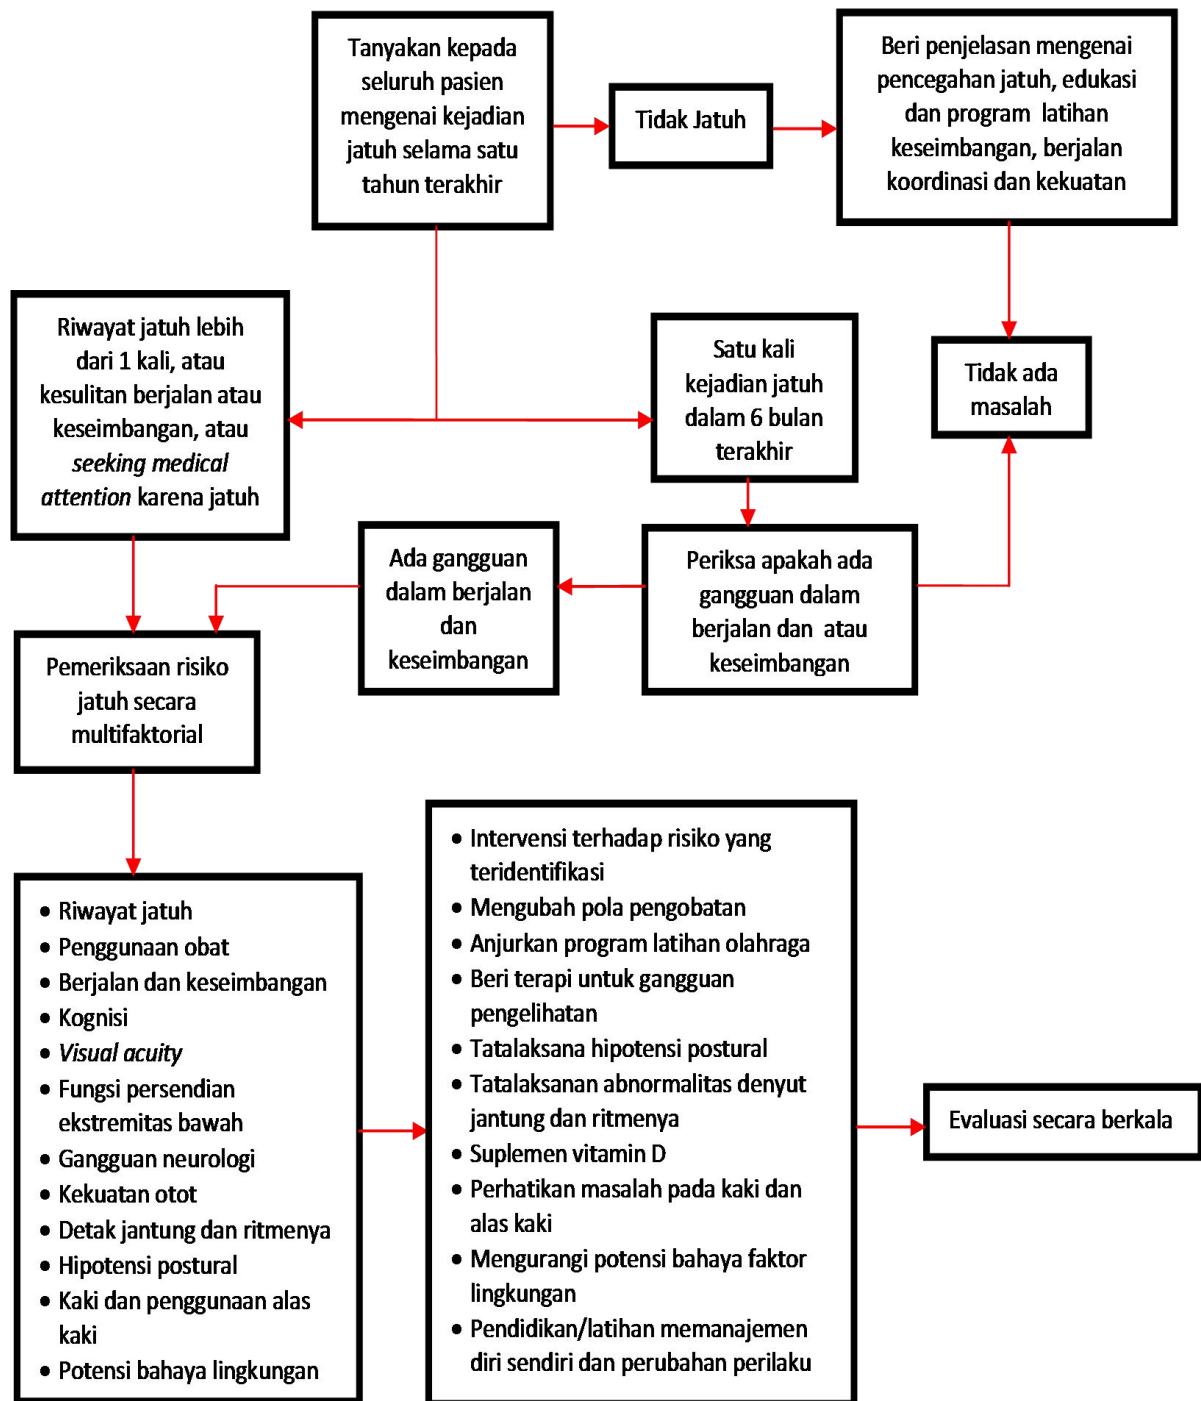 Tanyakan kepada
seluruh pasien
mengenai kejadian
jatuh selama satu
tahun terakhir
Tidak Jatuh
Beri penjelasan mengenai
pencegahan jatuh, edukasi
dan program latihan
keseimbangan, berjalan
koordinasi dan kekuatan
Riwayat jatuh lebih
dari 1 kali, atau
kesulitan berjalan atau
keseimbangan, atau
seeking medical
attention karena jatuh
Satu kali
kejadian jatuh
dalam 6 bulan
terakhir
Tidak ada
masalah
Ada gangguan
dalam berjalan
dan
keseimbangan
Periksa apakah ada
gangguan dalam
berjalan dan atau
keseimbangan
Pemeriksaan risiko
jatuh secara
multifaktorial
• Riwayat jatuh
• Penggunaan obat
• Berjalan dan keseimbangan
• Kognisi
• Visual acuity
• Fungsi persendian
ekstremitas bawah
• Gangguan neurologi
• Kekuatan otot
• Detak jantung dan ritmenya
• Hipotensi postural
• Kaki dan penggunaan alas
kaki
• Potensi bahaya lingkungan
• Intervensi terhadap risiko yang
teridentifikasi
• Mengubah pola pengobatan
• Anjurkan program latihan olahraga
• Beri terapi untuk gangguan
pengelihatan
• Tatalaksana hipotensi postural
• Tatalaksanan abnormalitas denyut
jantung dan ritmenya
• Suplemen vitamin D
• Perhatikan masalah pada kaki dan
alas kaki
• Mengurangi potensi bahaya faktor
lingkungan
• Pendidikan/latihan memanajemen
diri sendiri dan perubahan perilaku
Evaluasi secara berkala